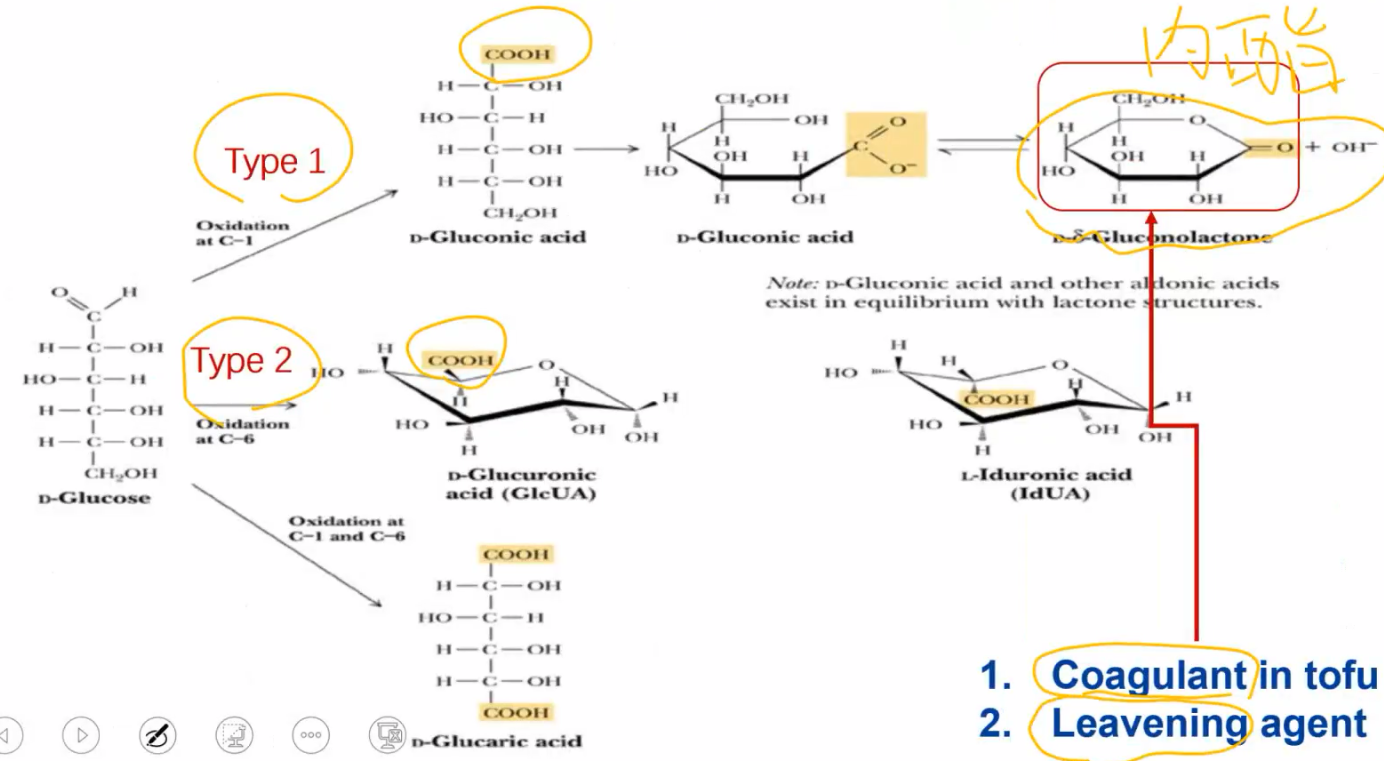 内酯
Type 1
Oxidation
at C–1
COOH
H—C—OH
HO—C—H
H—C—OH
H—C—OH
CH₂OH
D-Gluconic acid
CH₂OH
H
OH
H
OH
H
HO
H
OH
C
O
O⁻
D-Gluconic acid
CH₂OH
H
O
H
OH
H
HO
H
OH
=O + OH⁻
D-δ-Gluconolactone
Note: D-Gluconic acid and other aldonic acids
exist in equilibrium with lactone structures.
O
H
C
H—C—OH
HO—C—H
H—C—OH
H—C—OH
CH₂OH
D-Glucose
Type 2
Oxidation
at C–6
H
COOH
O
HO
H
H
H
HO
OH
OH
H
D-Glucuronic
acid (GlcUA)
H
H
O
HO
COOH
H
H
HO
OH
OH
H
L-Iduronic acid
(IdUA)
Oxidation at
C–1 and C–6
COOH
H—C—OH
HO—C—H
H—C—OH
H—C—OH
COOH
D-Glucaric acid
1. Coagulant in tofu
2. Leavening agent